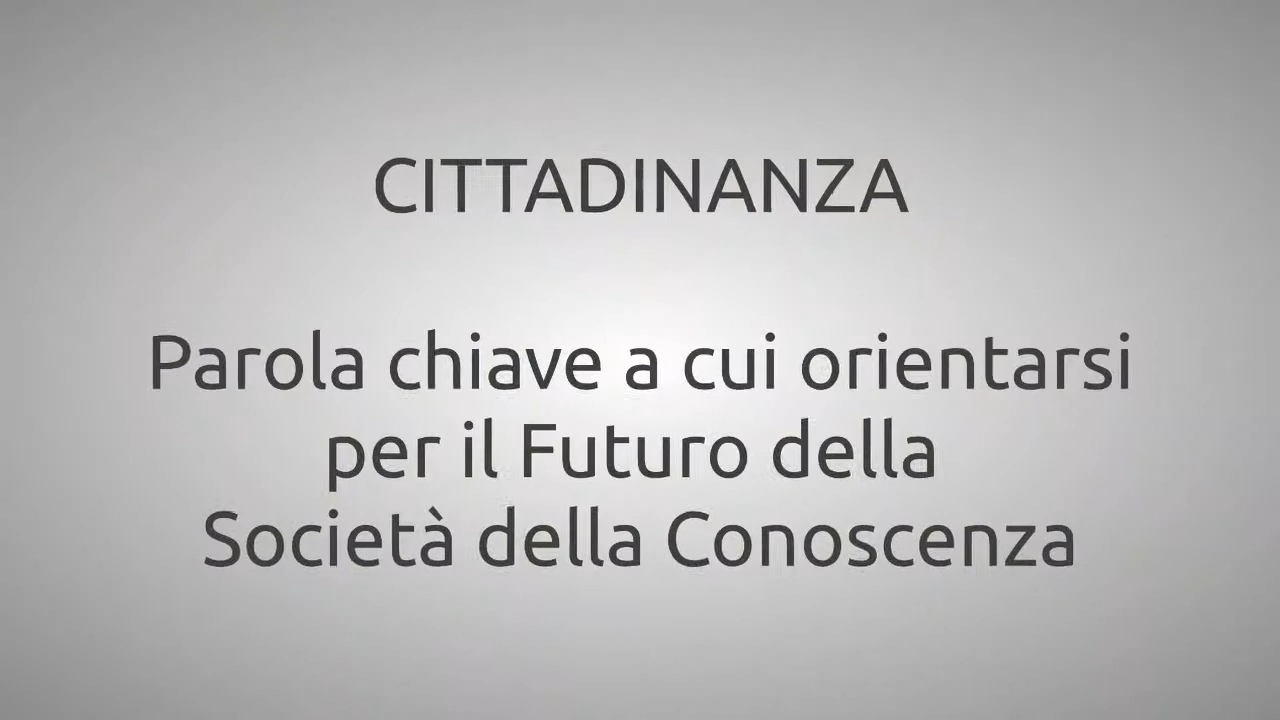 CITTADINANZA
Parola chiave a cui orientarsi
per il Futuro della
Società della Conoscenza